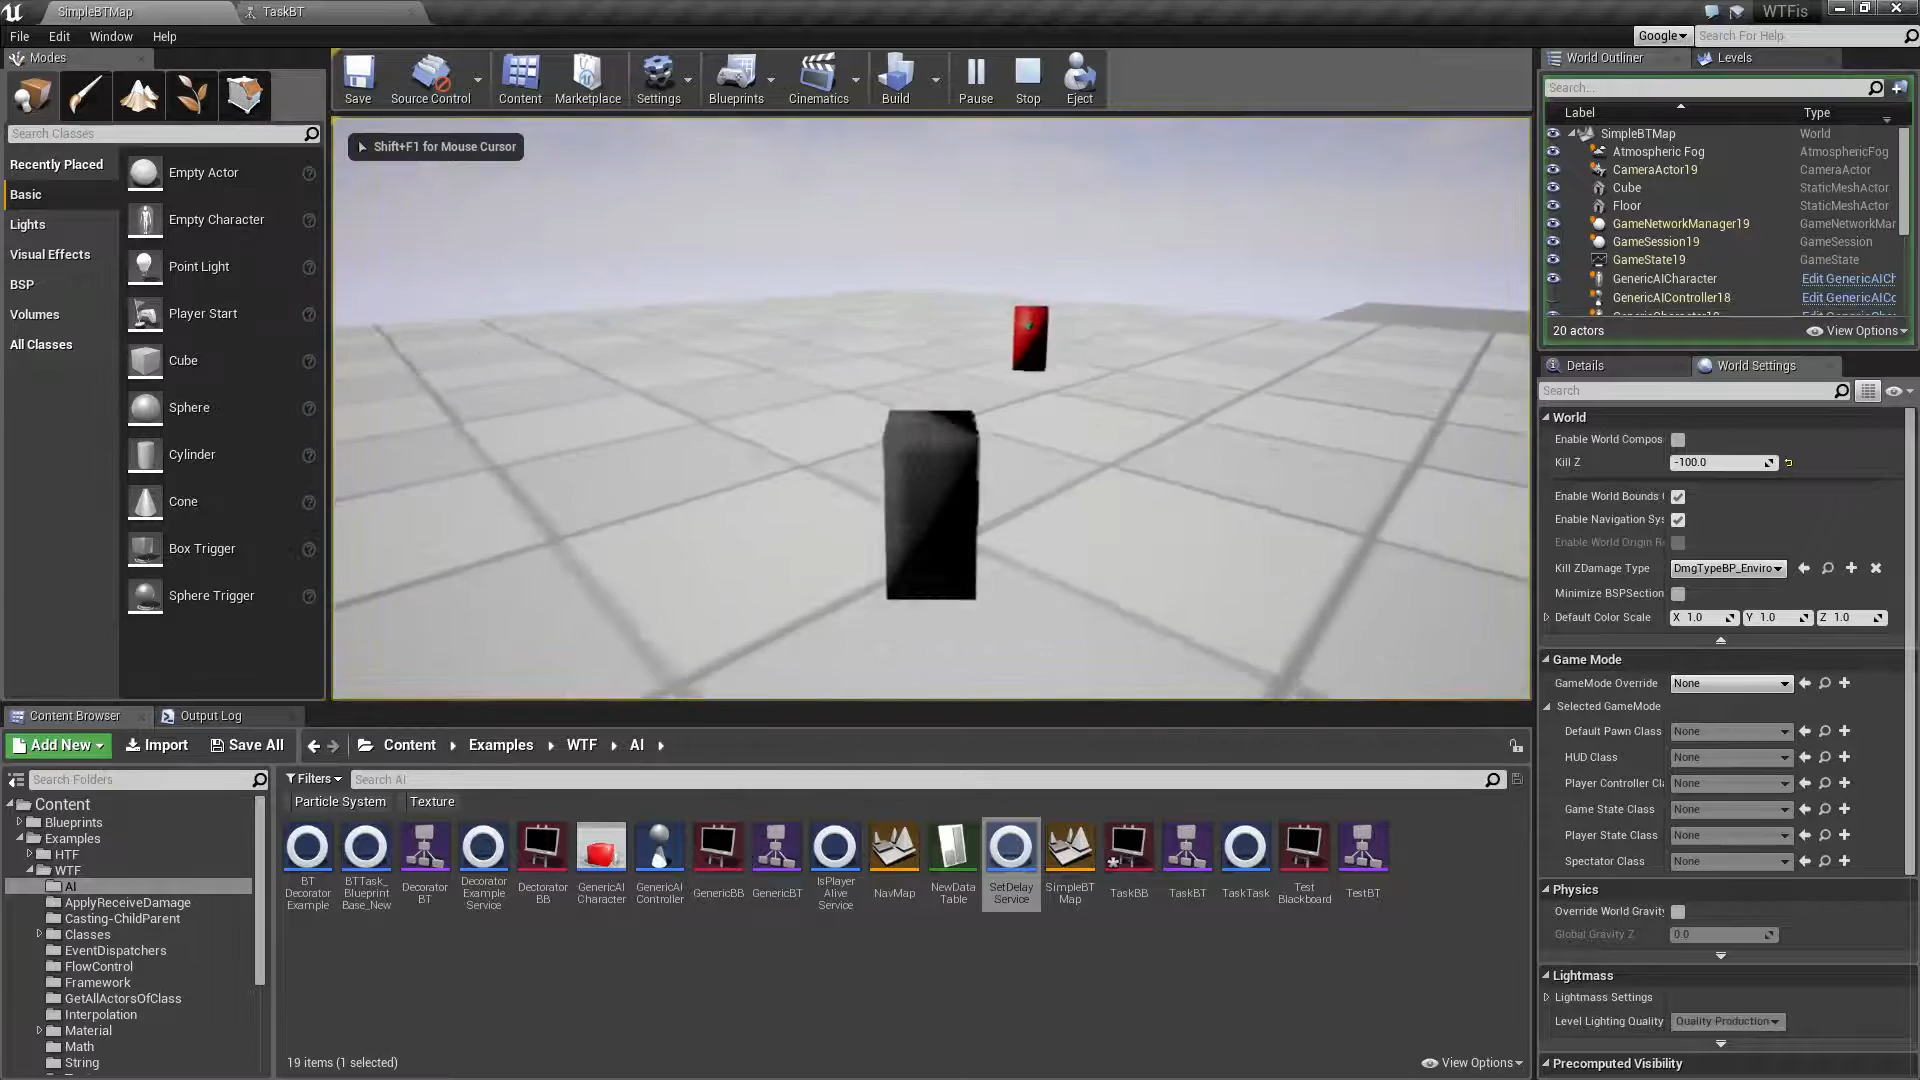 SimpleBTMap
TaskBT
WTFis
File
Edit
Window
Help
Google
Search For Help
Modes
Search Classes
Recently Placed
Basic
Lights
Visual Effects
BSP
Volumes
All Classes
Empty Actor
Empty Character
Point Light
Player Start
Cube
Sphere
Cylinder
Cone
Box Trigger
Sphere Trigger
Save
Source Control
Content
Marketplace
Settings
Blueprints
Cinematics
Build
Pause
Stop
Eject
Shift+F1 for Mouse Cursor
World Outliner
Levels
Search...
Label
Type
SimpleBTMap
World
Atmospheric Fog
AtmosphericFog
CameraActor19
CameraActor
Cube
StaticMeshActor
Floor
StaticMeshActor
GameNetworkManager19
GameNetworkMar
GameSession19
GameSession
GameState19
GameState
GenericAICharacter
Edit GenericAICh
GenericAIController18
Edit GenericAICo
20 actors
View Options
Details
World Settings
Search
World
Enable World Compos
Kill Z
-100.0
Enable World Bounds
Enable Navigation Sys
Enable World Origin R
Kill ZDamage Type
DmgTypeBP_Enviro
Minimize BSPSection
Default Color Scale
X 1.0
Y 1.0
Z 1.0
Game Mode
GameMode Override
None
Selected GameMode
Default Pawn Class
None
HUD Class
None
Player Controller Cl
None
Game State Class
None
Player State Class
None
Spectator Class
None
Physics
Override World Gravit
Global Gravity Z
0.0
Lightmass
Lightmass Settings
Level Lighting Quality
Quality Production
Precomputed Visibility
Content Browser
Output Log
Add New
Import
Save All
Content
Examples
WTF
AI
Search Folders
Content
Blueprints
Examples
HTF
WTF
AI
ApplyReceiveDamage
Casting-ChildParent
Classes
EventDispatchers
FlowControl
Framework
GetAllActorsOfClass
Interpolation
Material
Math
String
Filters
Search AI
Particle System
Texture
BT
Decorator
Example
BTTask_
Blueprint
Base_New
Decorator
BT
Decorator
Example
Service
Dectorator
BB
GenericAI
Character
GenericAI
Controller
GenericBB
GenericBT
IsPlayer
Alive
Service
NavMap
NewData
Table
SetDelay
Service
SimpleBT
Map
TaskBB
TaskBT
TaskTask
Test
Blackboard
TestBT
19 items (1 selected)
View Options